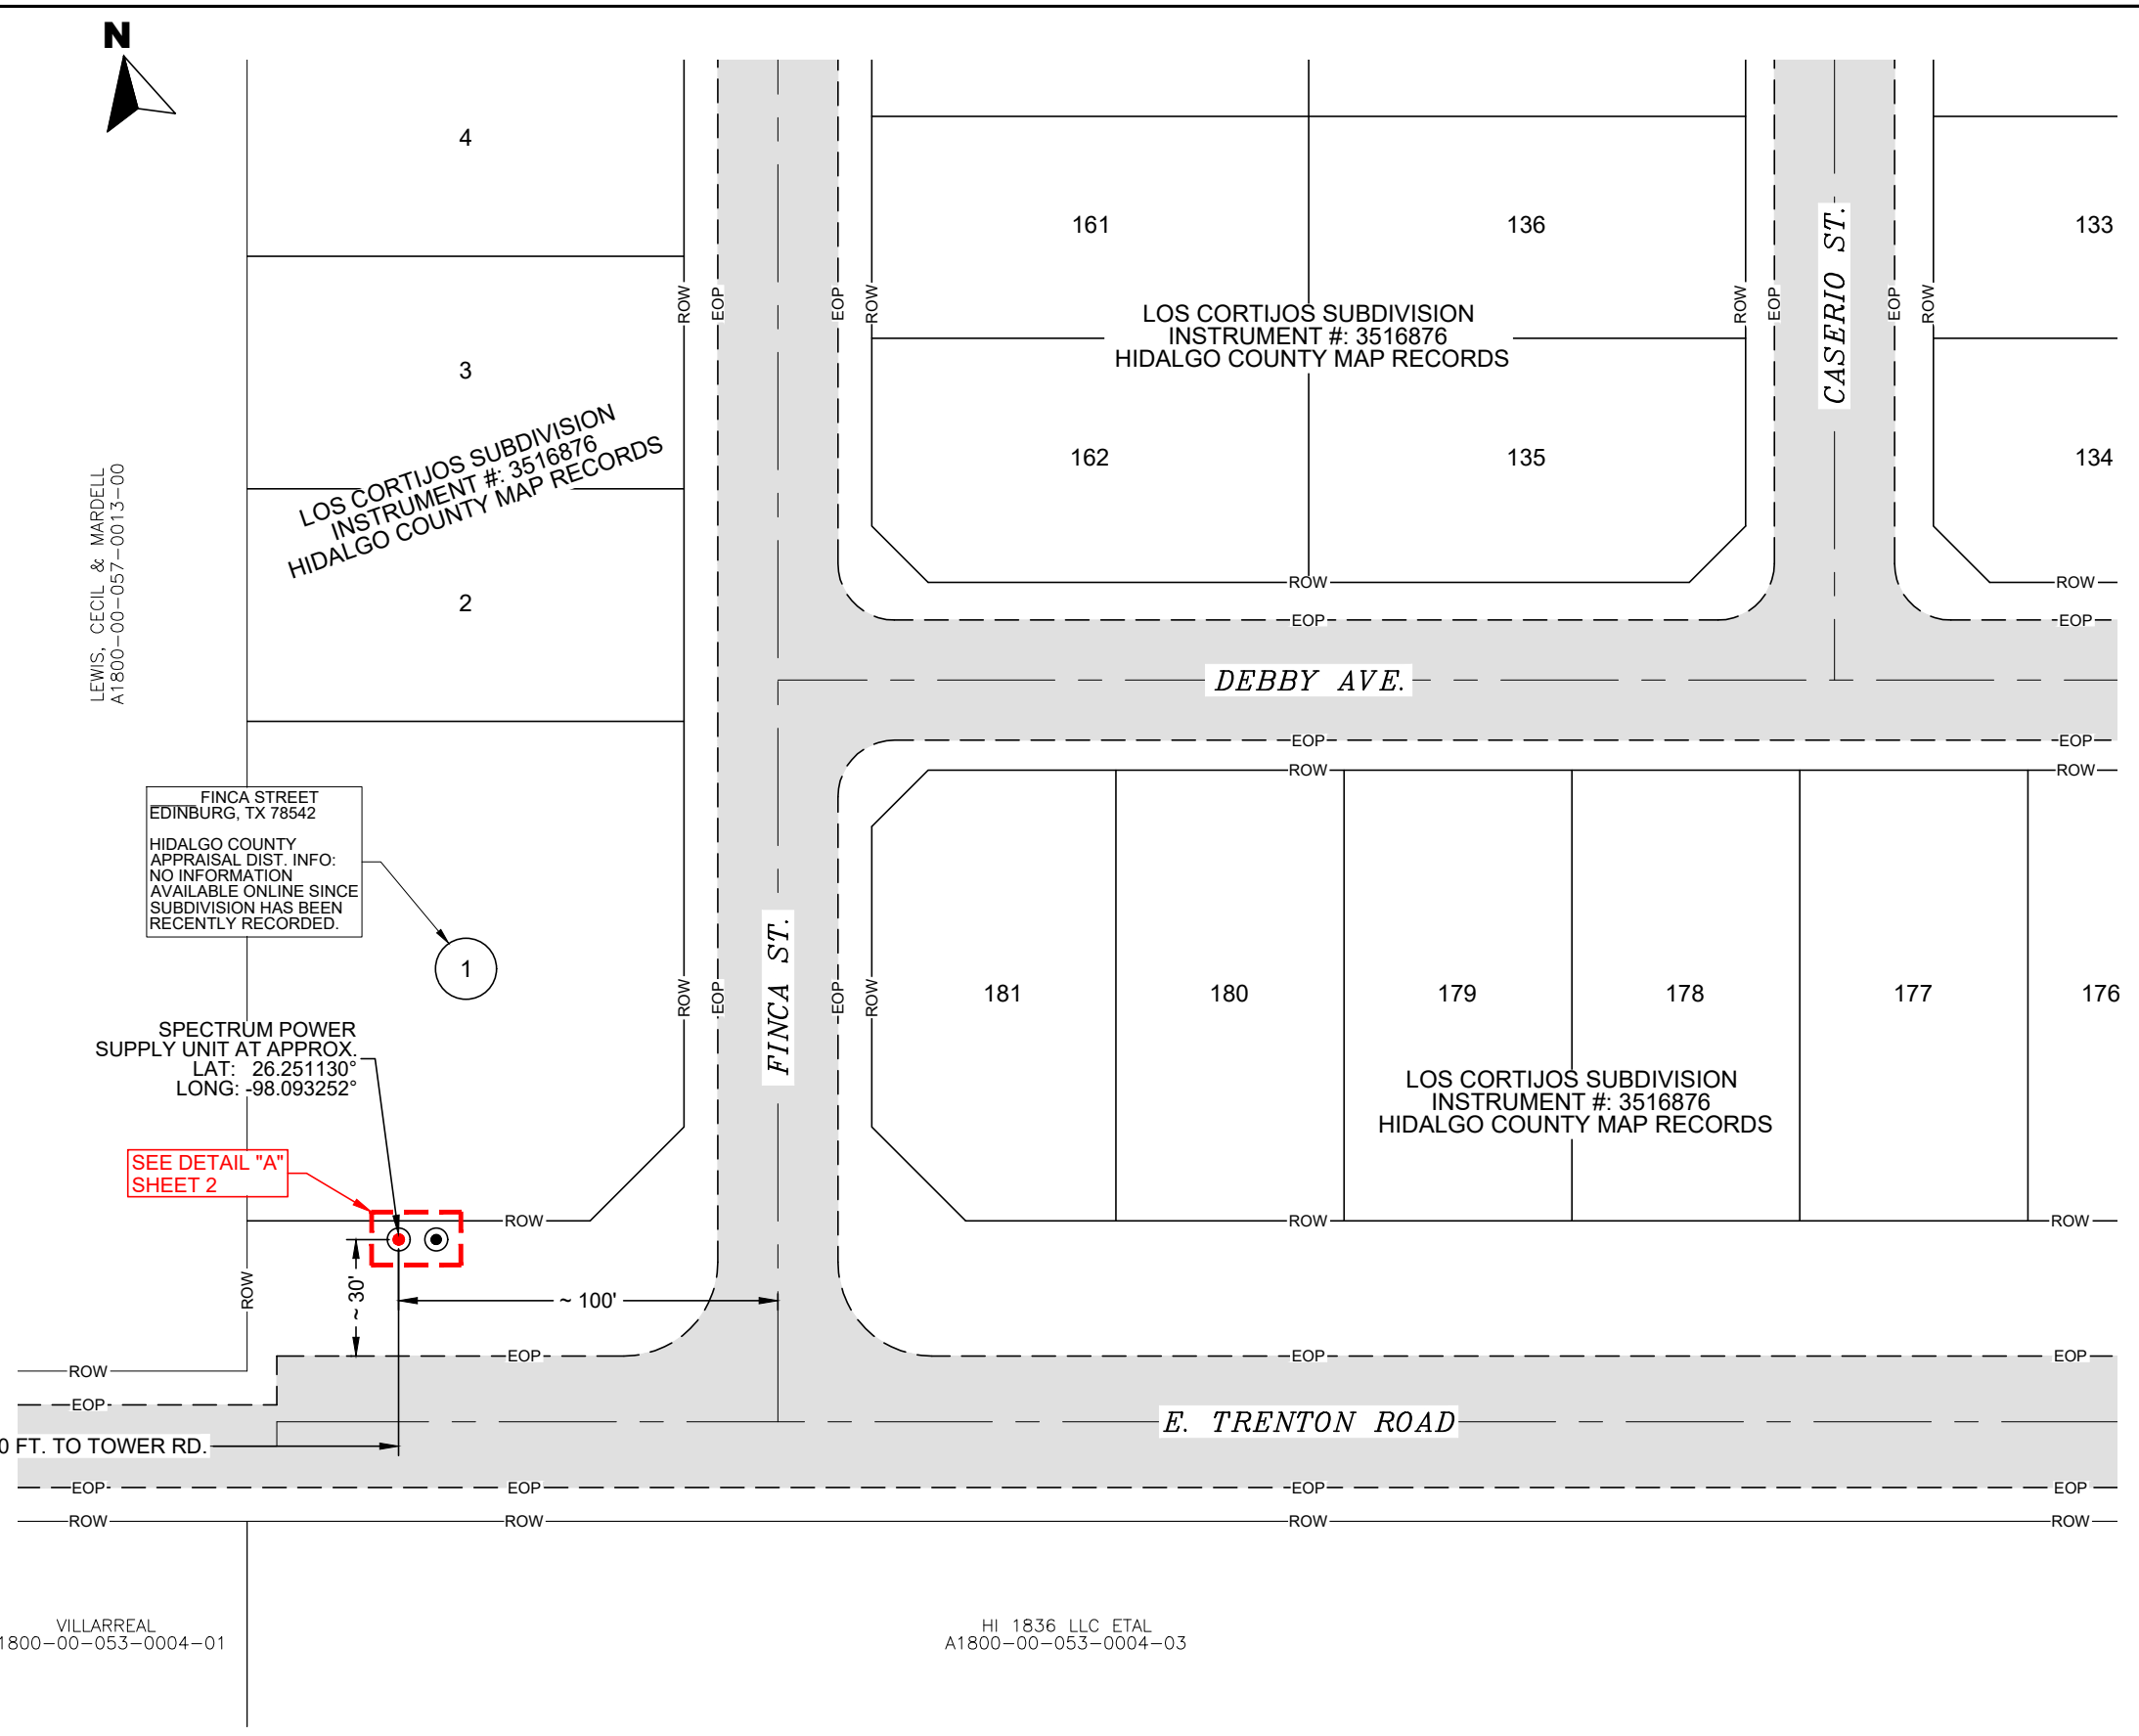 N
4
161
136
133
CASERIO ST.
ROW
EOP
EOP
ROW
ROW
EOP
EOP
ROW
LOS CORTIJOS SUBDIVISION
INSTRUMENT #: 3516876
HIDALGO COUNTY MAP RECORDS
3
LOS CORTIJOS SUBDIVISION
INSTRUMENT #: 3516876
HIDALGO COUNTY MAP RECORDS
162
135
134
LEWIS, CECIL & MARDELL
A1800-00-057-0013-00
2
ROW
ROW
EOP
EOP
DEBBY AVE.
EOP
EOP
ROW
ROW
FINCA STREET
EDINBURG, TX 78542
HIDALGO COUNTY
APPRAISAL DIST. INFO:
NO INFORMATION
AVAILABLE ONLINE SINCE
SUBDIVISION HAS BEEN
RECENTLY RECORDED.
1
ROW
EOP
FINCA ST.
EOP
ROW
181
180
179
178
177
176
SPECTRUM POWER
SUPPLY UNIT AT APPROX.
LAT: 26.251130°
LONG: -98.093252°
LOS CORTIJOS SUBDIVISION
INSTRUMENT #: 3516876
HIDALGO COUNTY MAP RECORDS
SEE DETAIL "A"
SHEET 2
ROW
ROW
ROW
ROW
~ 30'
~ 100'
ROW
EOP
EOP
EOP
EOP
E. TRENTON ROAD
0 FT. TO TOWER RD.
EOP
EOP
EOP
EOP
ROW
ROW
ROW
ROW
VILLARREAL
1800-00-053-0004-01
HI 1836 LLC ETAL
A1800-00-053-0004-03